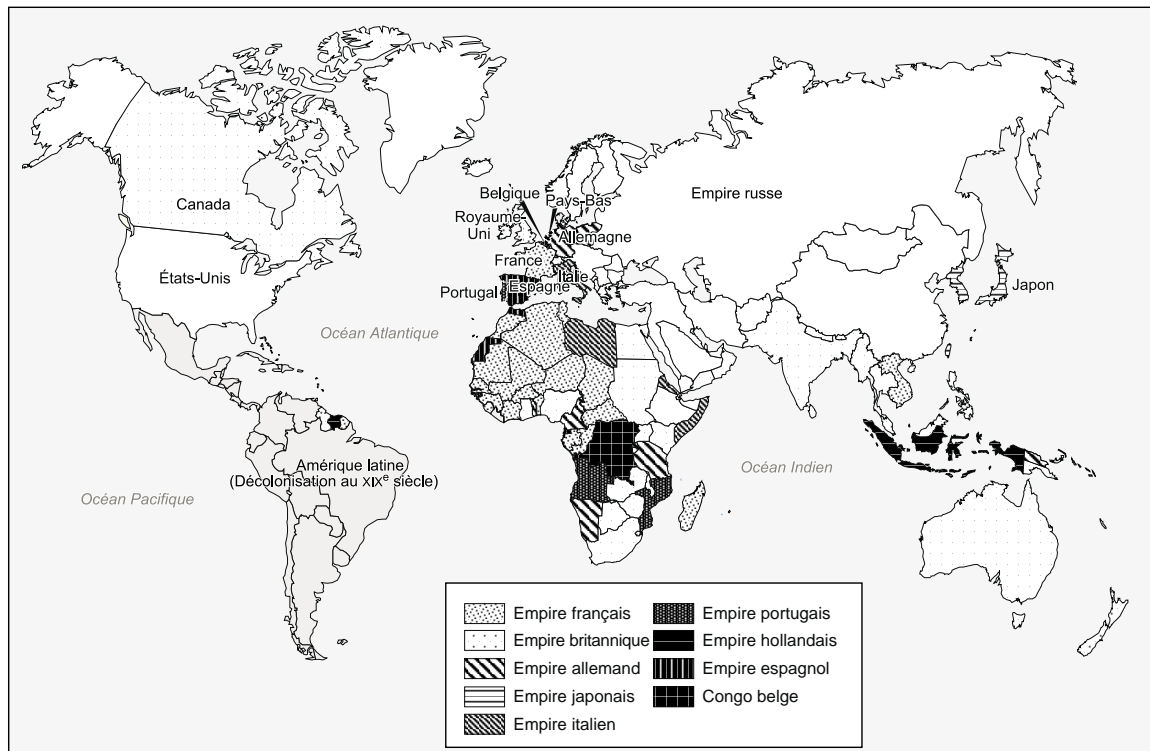 Belgique
Pays-Bas
Empire russe
Canada
Royaume-
Uni
Allemagne
France
États-Unis
Italie
Espagne
Portugal
Japon
Océan Atlantique
Amérique latine
(Décolonisation au XIXe siècle)
Océan Indien
Océan Pacifique
Empire français
Empire britannique
Empire allemand
Empire japonais
Empire italien
Empire portugais
Empire hollandais
Empire espagnol
Congo belge